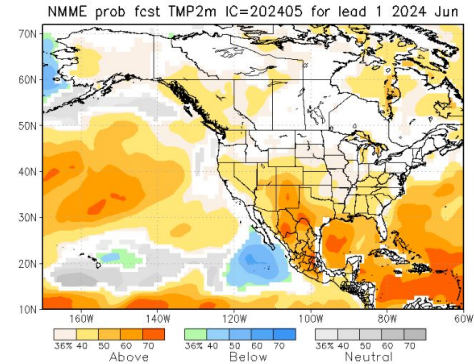 NMME prob fcst TMP2m IC=202405 for lead 1 2024 Jun
70N
60N
50N
40N
30N
20N
10N
160W 140W 120W 100W 80W 60W
36% 40 50 60 70 36% 40 50 60 70 36% 40 50 60 70
Above Below Neutral